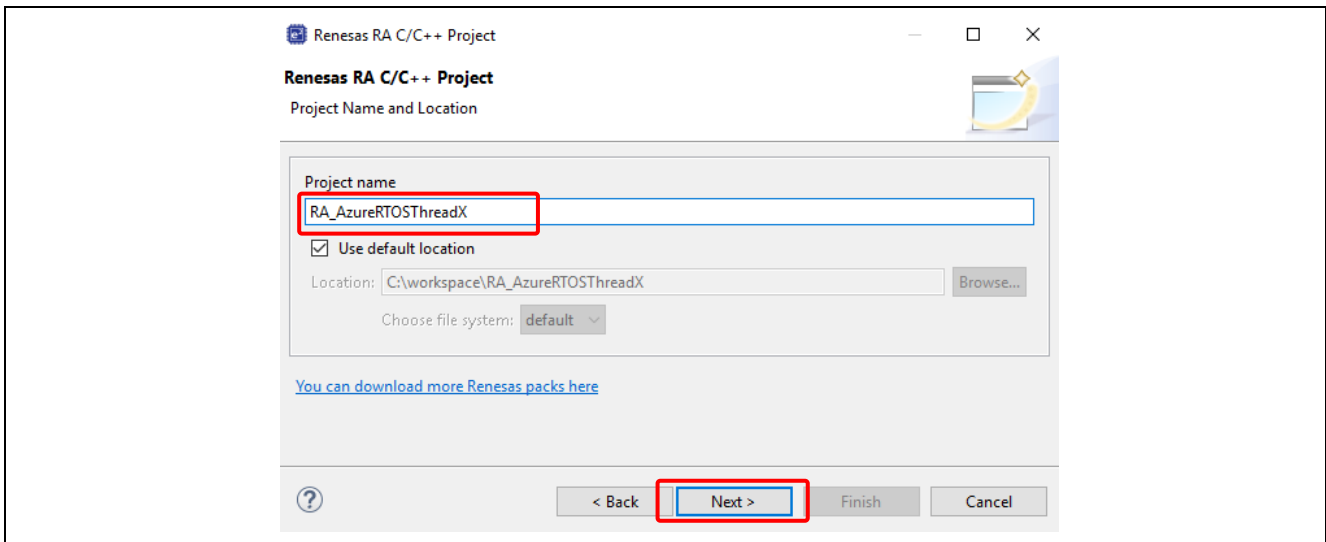 Renesas RA C/C++ Project
Renesas RA C/C++ Project
Project Name and Location
Project name
RA_AzureRTOSThreadX
Use default location
Location: C:\workspace\RA_AzureRTOSThreadX Browse...
Choose file system: default
You can download more Renesas packs here
? < Back Next > Finish Cancel